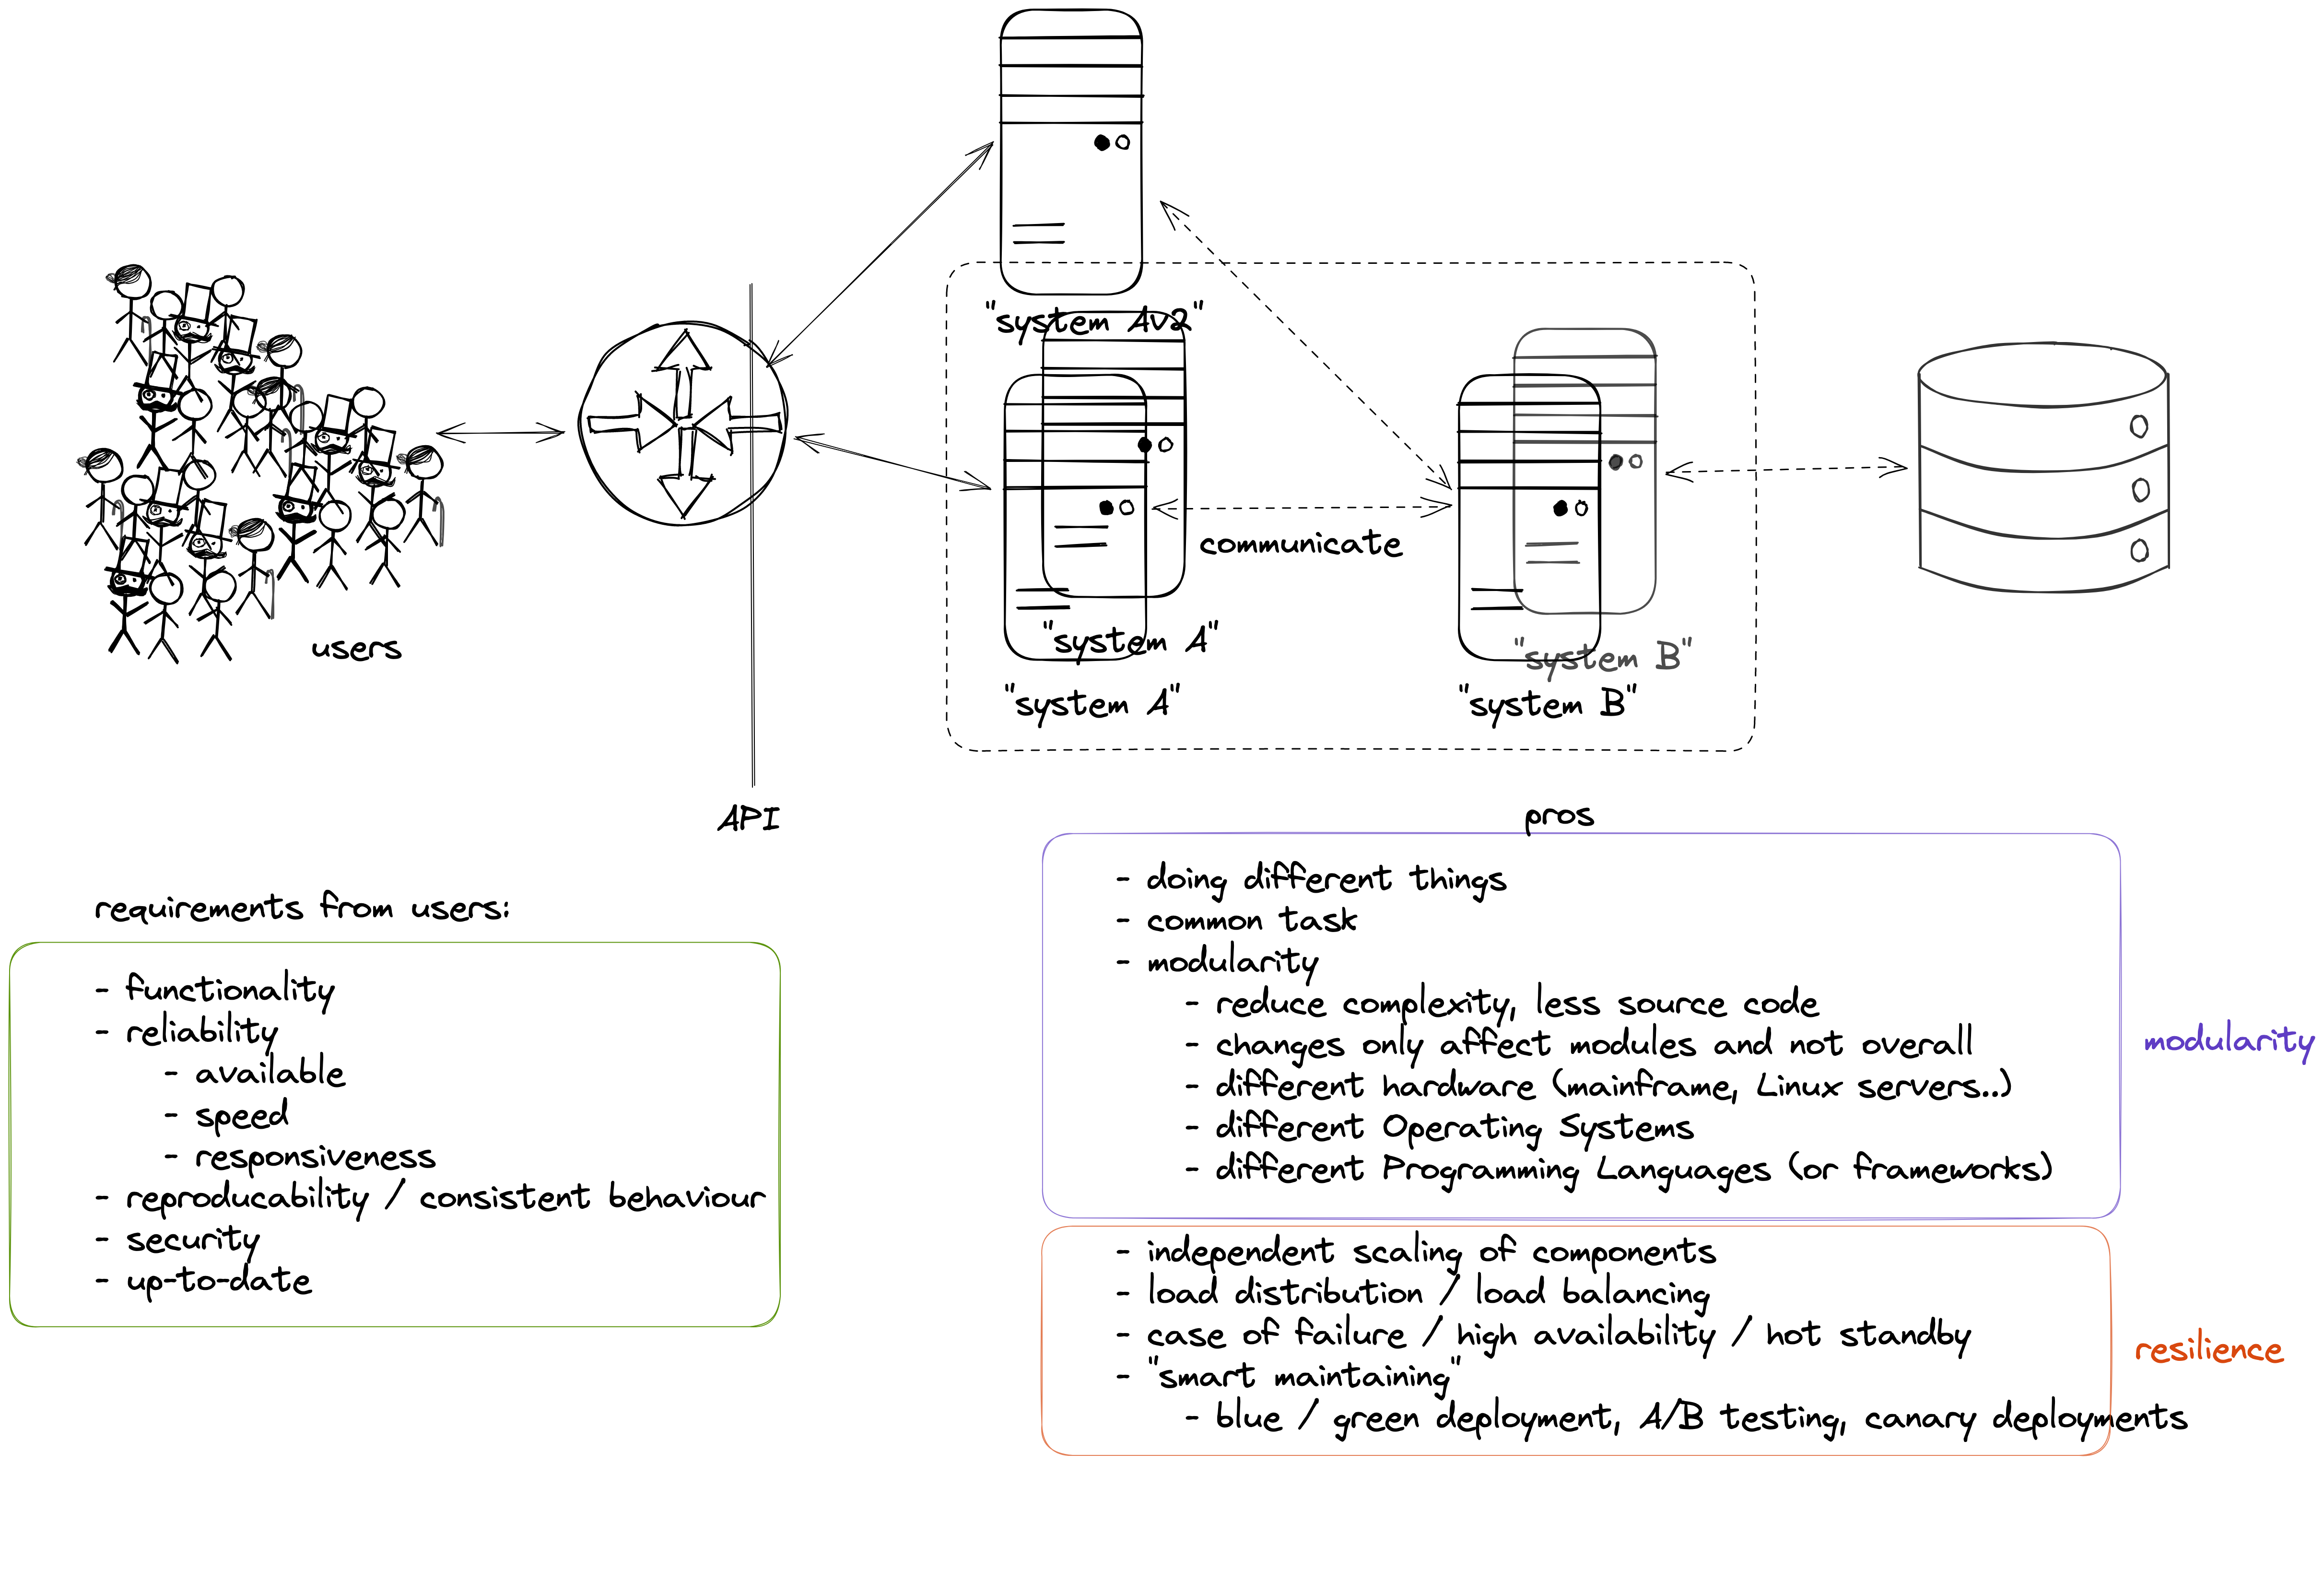 "system Av2"
communicate
users
"system A"
"system B"
"system A"
"system B"
API
pros
requirements from users:
- functionality
- reliability
- available
- speed
- responsiveness
- reproducability / consistent behaviour
- security
- up-to-date
- doing different things
- common task
- modularity
- reduce complexity, less source code
- changes only affect modules and not overall
- different hardware (mainframe, Linux servers..)
- different Operating Systems
- different Programming Languages (or frameworks)
modularity
- independent scaling of components
- load distribution / load balancing
- case of failure / high availability / hot standby
- "smart maintaining"
- blue / green deployment, A/B testing, canary deployments
resilience